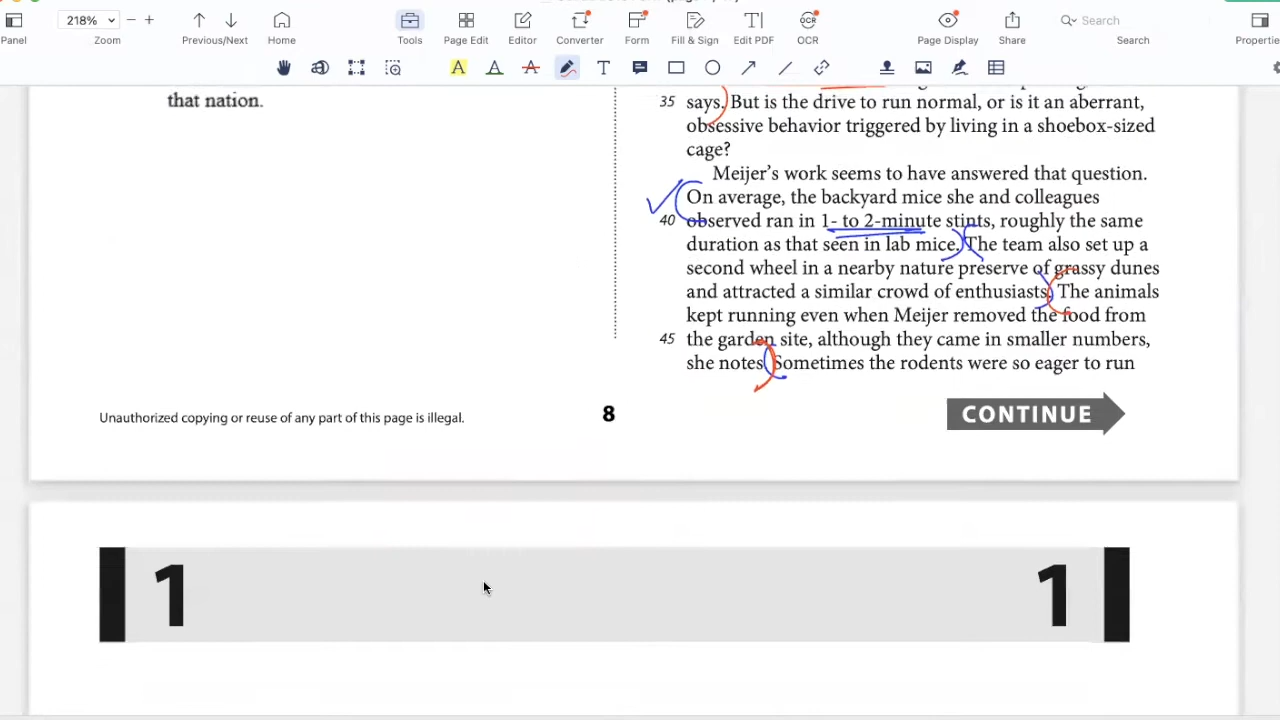 218%
Panel
Zoom
Previous/Next
Home
Tools
Page Edit
Editor
Converter
Form
Fill & Sign
Edit PDF
OCR
OCR
Page Display
Share
Search
Search
Propertie
that nation.
35 says. But is the drive to run normal, or is it an aberrant,
obsessive behavior triggered by living in a shoebox-sized
cage?
Meijer's work seems to have answered that question.
On average, the backyard mice she and colleagues
40 observed ran in 1- to 2-minute stints, roughly the same
duration as that seen in lab mice. The team also set up a
second wheel in a nearby nature preserve of grassy dunes
and attracted a similar crowd of enthusiasts. The animals
kept running even when Meijer removed the food from
45 the garden site, although they came in smaller numbers,
she notes. Sometimes the rodents were so eager to run
Unauthorized copying or reuse of any part of this page is illegal.
8
CONTINUE
1
1